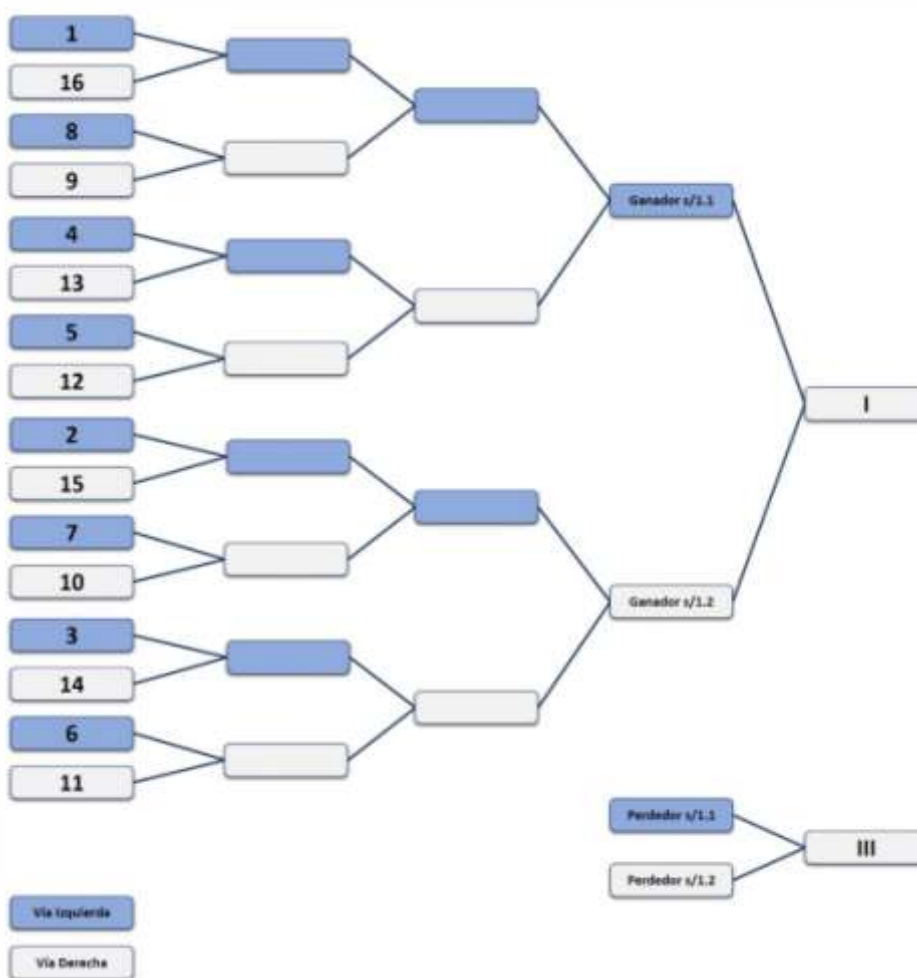 1
16
8
9
4
13
5
12
2
15
7
10
3
14
6
11
Ganador s/1.1
Ganador s/1.2
I
Perdedor s/1.1
Perdedor s/1.2
III
Vía Izquierda
Vía Derecha